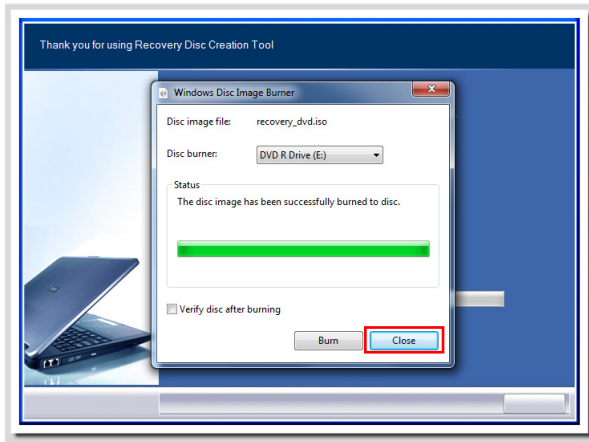 Thank you for using Recovery Disc Creation Tool
Windows Disc Image Burner
Disc image file: recovery_dvd.iso
Disc burner: DVD R Drive (E:)
Status
The disc image has been successfully burned to disc.
Verify disc after burning
Burn Close